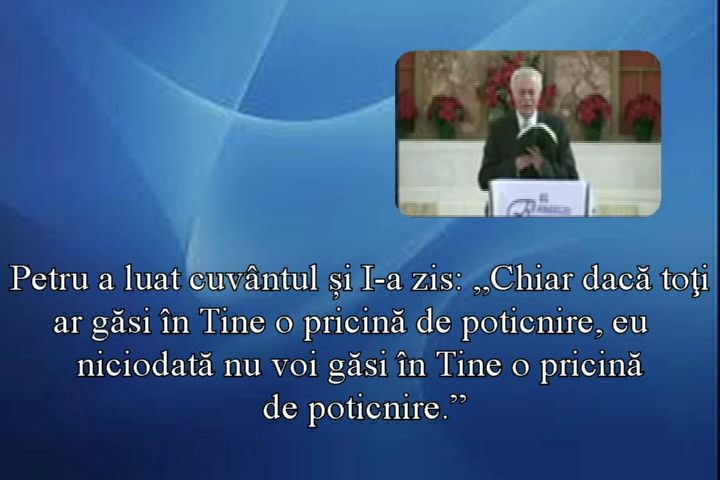 Petru a luat cuvântul și I-a zis: „Chiar dacă toţi
ar găsi în Tine o pricină de poticnire, eu
niciodată nu voi găsi în Tine o pricină
de poticnire.”